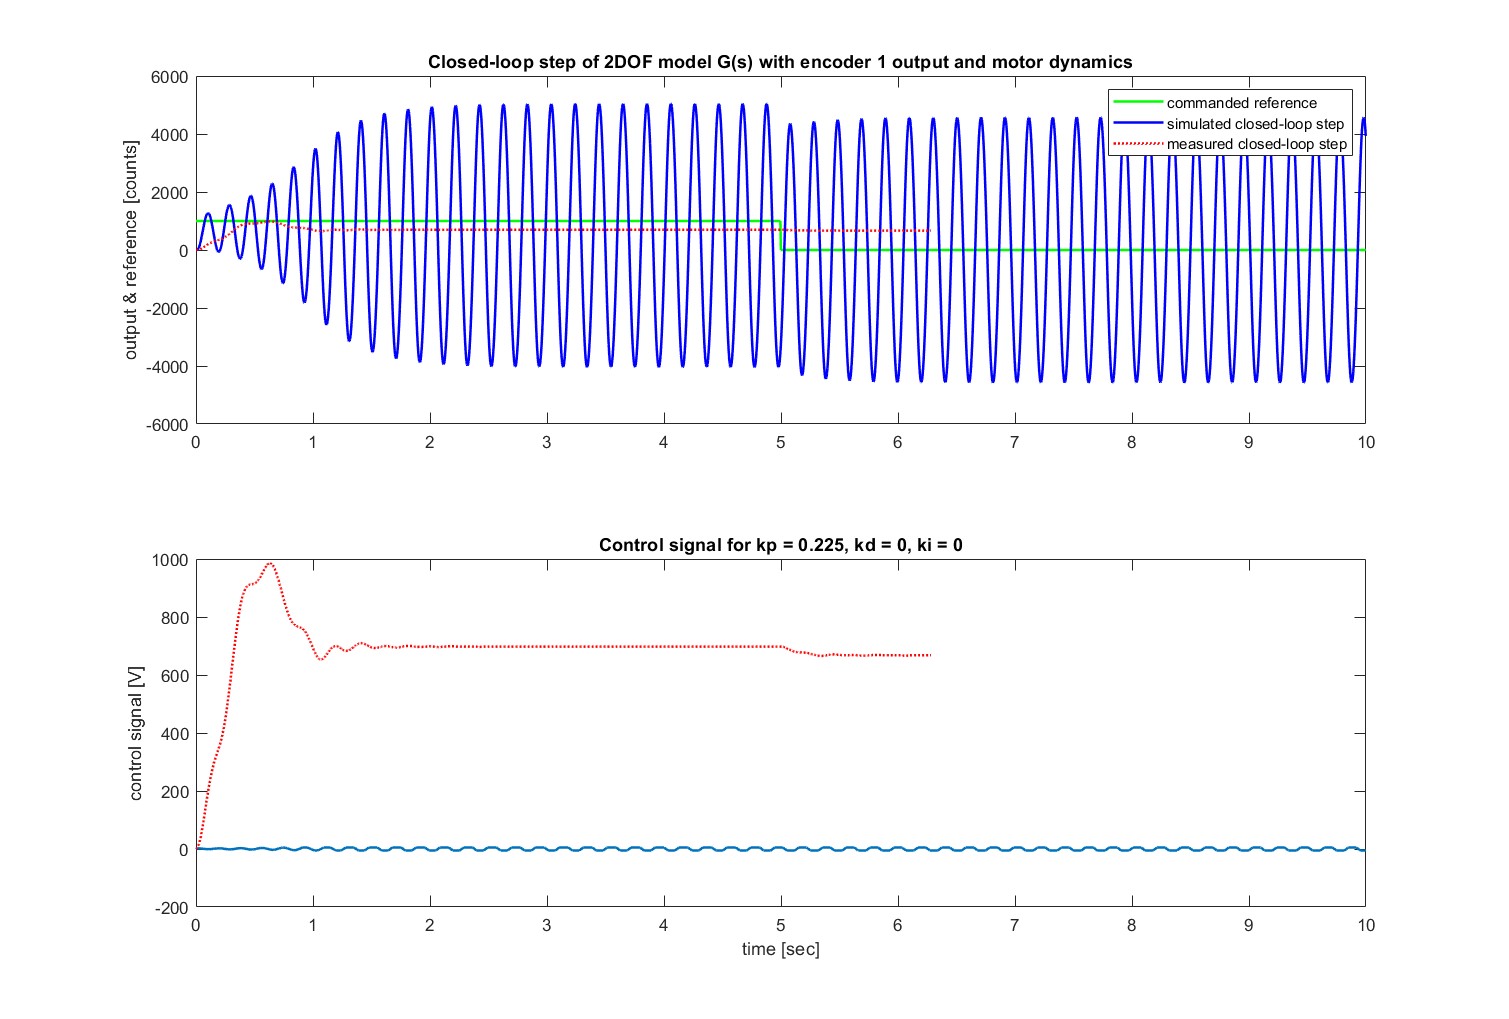 Closed-loop step of 2DOF model G(s) with encoder 1 output and motor dynamics
6000
4000
2000
0
-2000
-4000
-6000
output & reference [counts]
commanded reference
simulated closed-loop step
measured closed-loop step
0 1 2 3 4 5 6 7 8 9 10
Control signal for kp = 0.225, kd = 0, ki = 0
1000
800
600
400
200
0
-200
control signal [V]
0 1 2 3 4 5 6 7 8 9 10
time [sec]